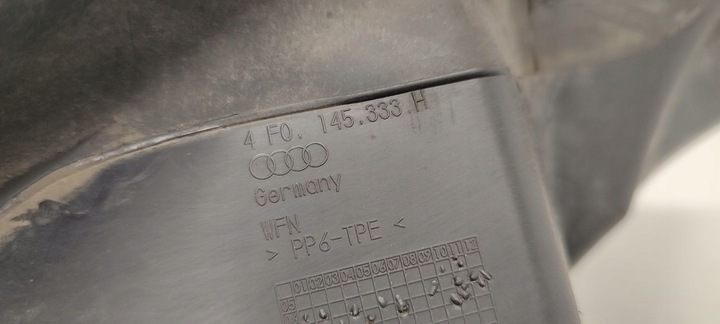 4 F0. 145.333.H
Germany
WFN
> PP6-TPE <
01 02 03 04 05 06 07 08 09 10 11 12
25